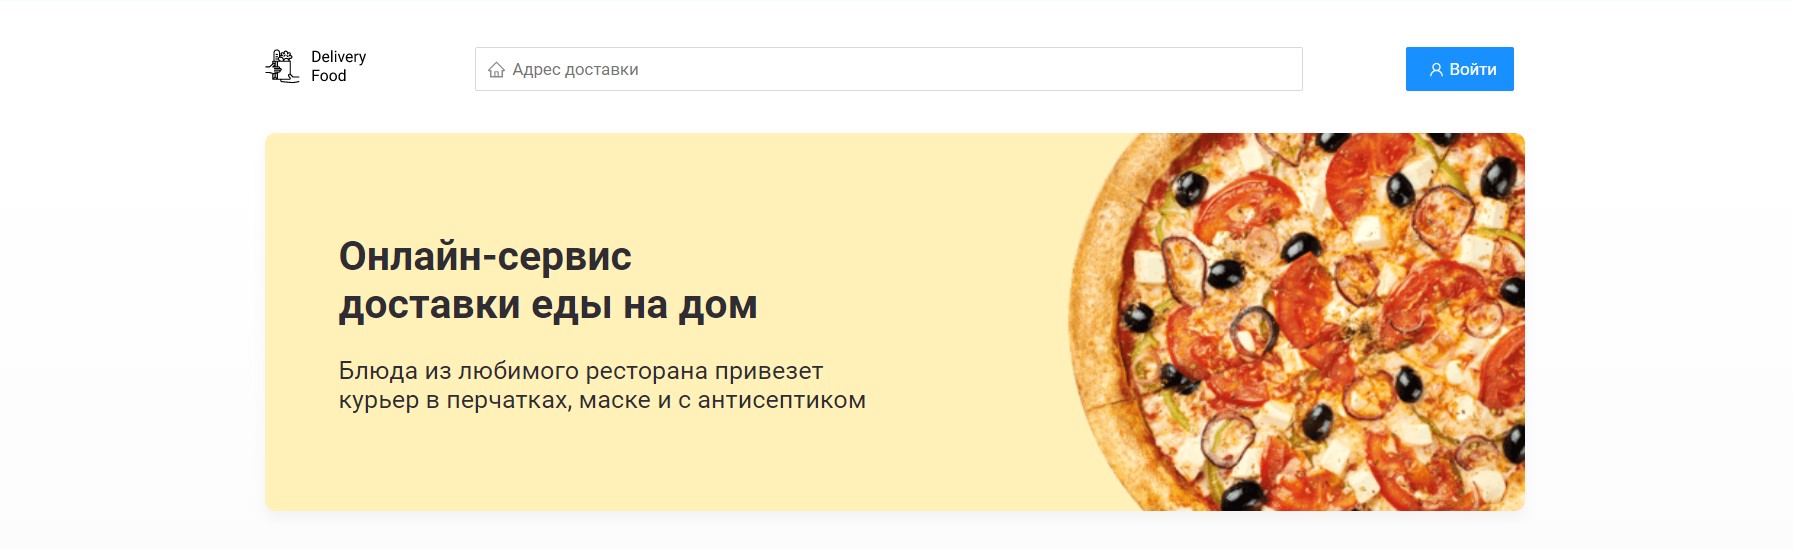 Delivery
Food
Адрес доставки
Войти
Онлайн-сервис
доставки еды на дом
Блюда из любимого ресторана привезет
курьер в перчатках, маске и с антисептиком